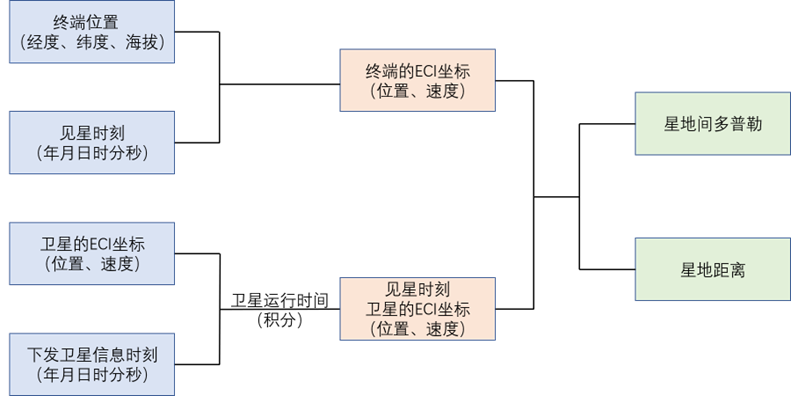 终端位置
(经度、纬度、海拔)
见星时刻
(年月日时分秒)
卫星的ECI坐标
(位置、速度)
下发卫星信息时刻
(年月日时分秒)
卫星运行时间
(积分)
终端的ECI坐标
(位置、速度)
见星时刻
卫星的ECI坐标
(位置、速度)
星地间多普勒
星地距离